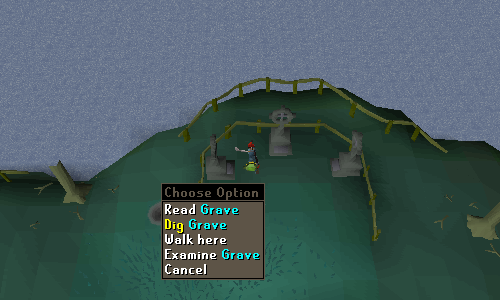 Choose Option
Read Grave
Dig Grave
Walk here
Examine Grave
Cancel